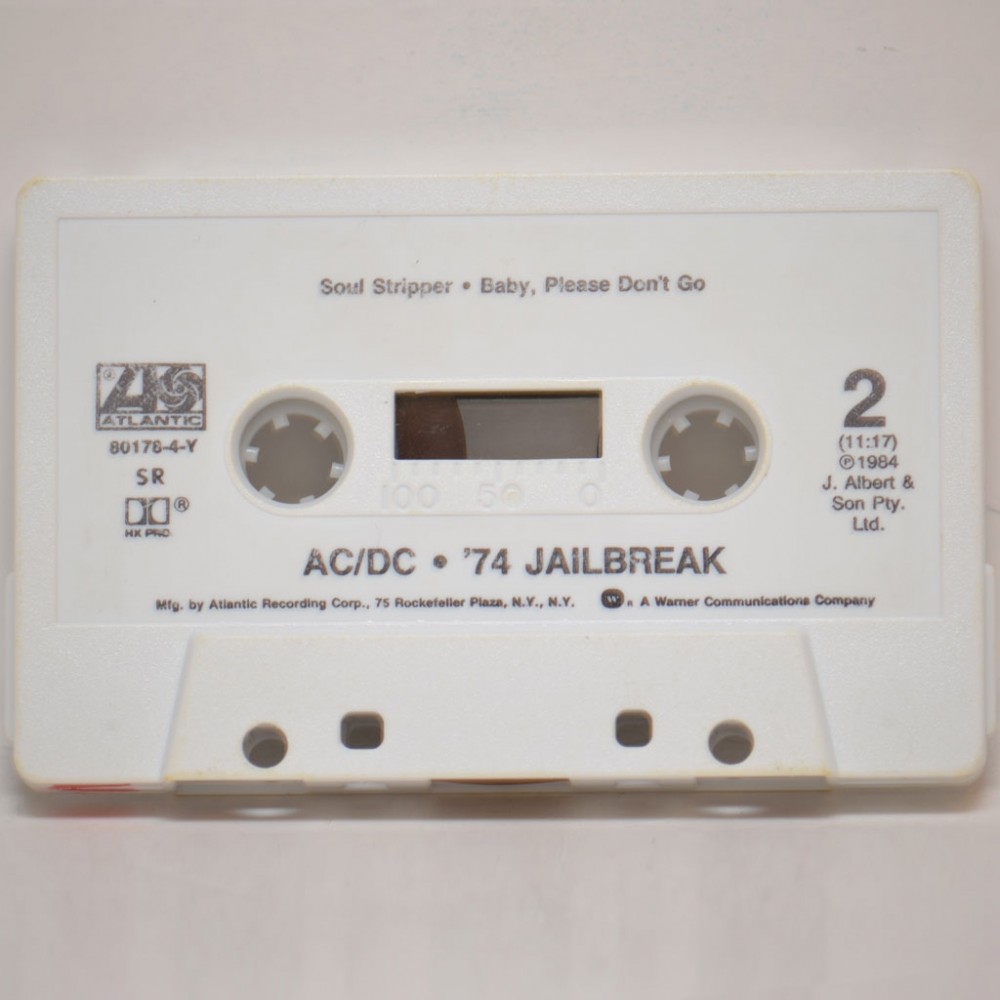 Soul Stripper • Baby, Please Don't Go
ATLANTIC
80178-4-Y
SR
HX PRO
2
(11:17)
℗1984
J. Albert &
Son Pty.
Ltd.
100 50 0
AC/DC • '74 JAILBREAK
Mfg. by Atlantic Recording Corp., 75 Rockefeller Plaza, N.Y., N.Y. A Warner Communications Company